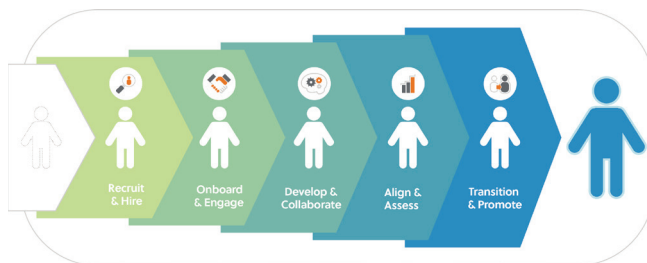 Recruit
& Hire
Onboard
& Engage
Develop &
Collaborate
Align &
Assess
Transition
& Promote